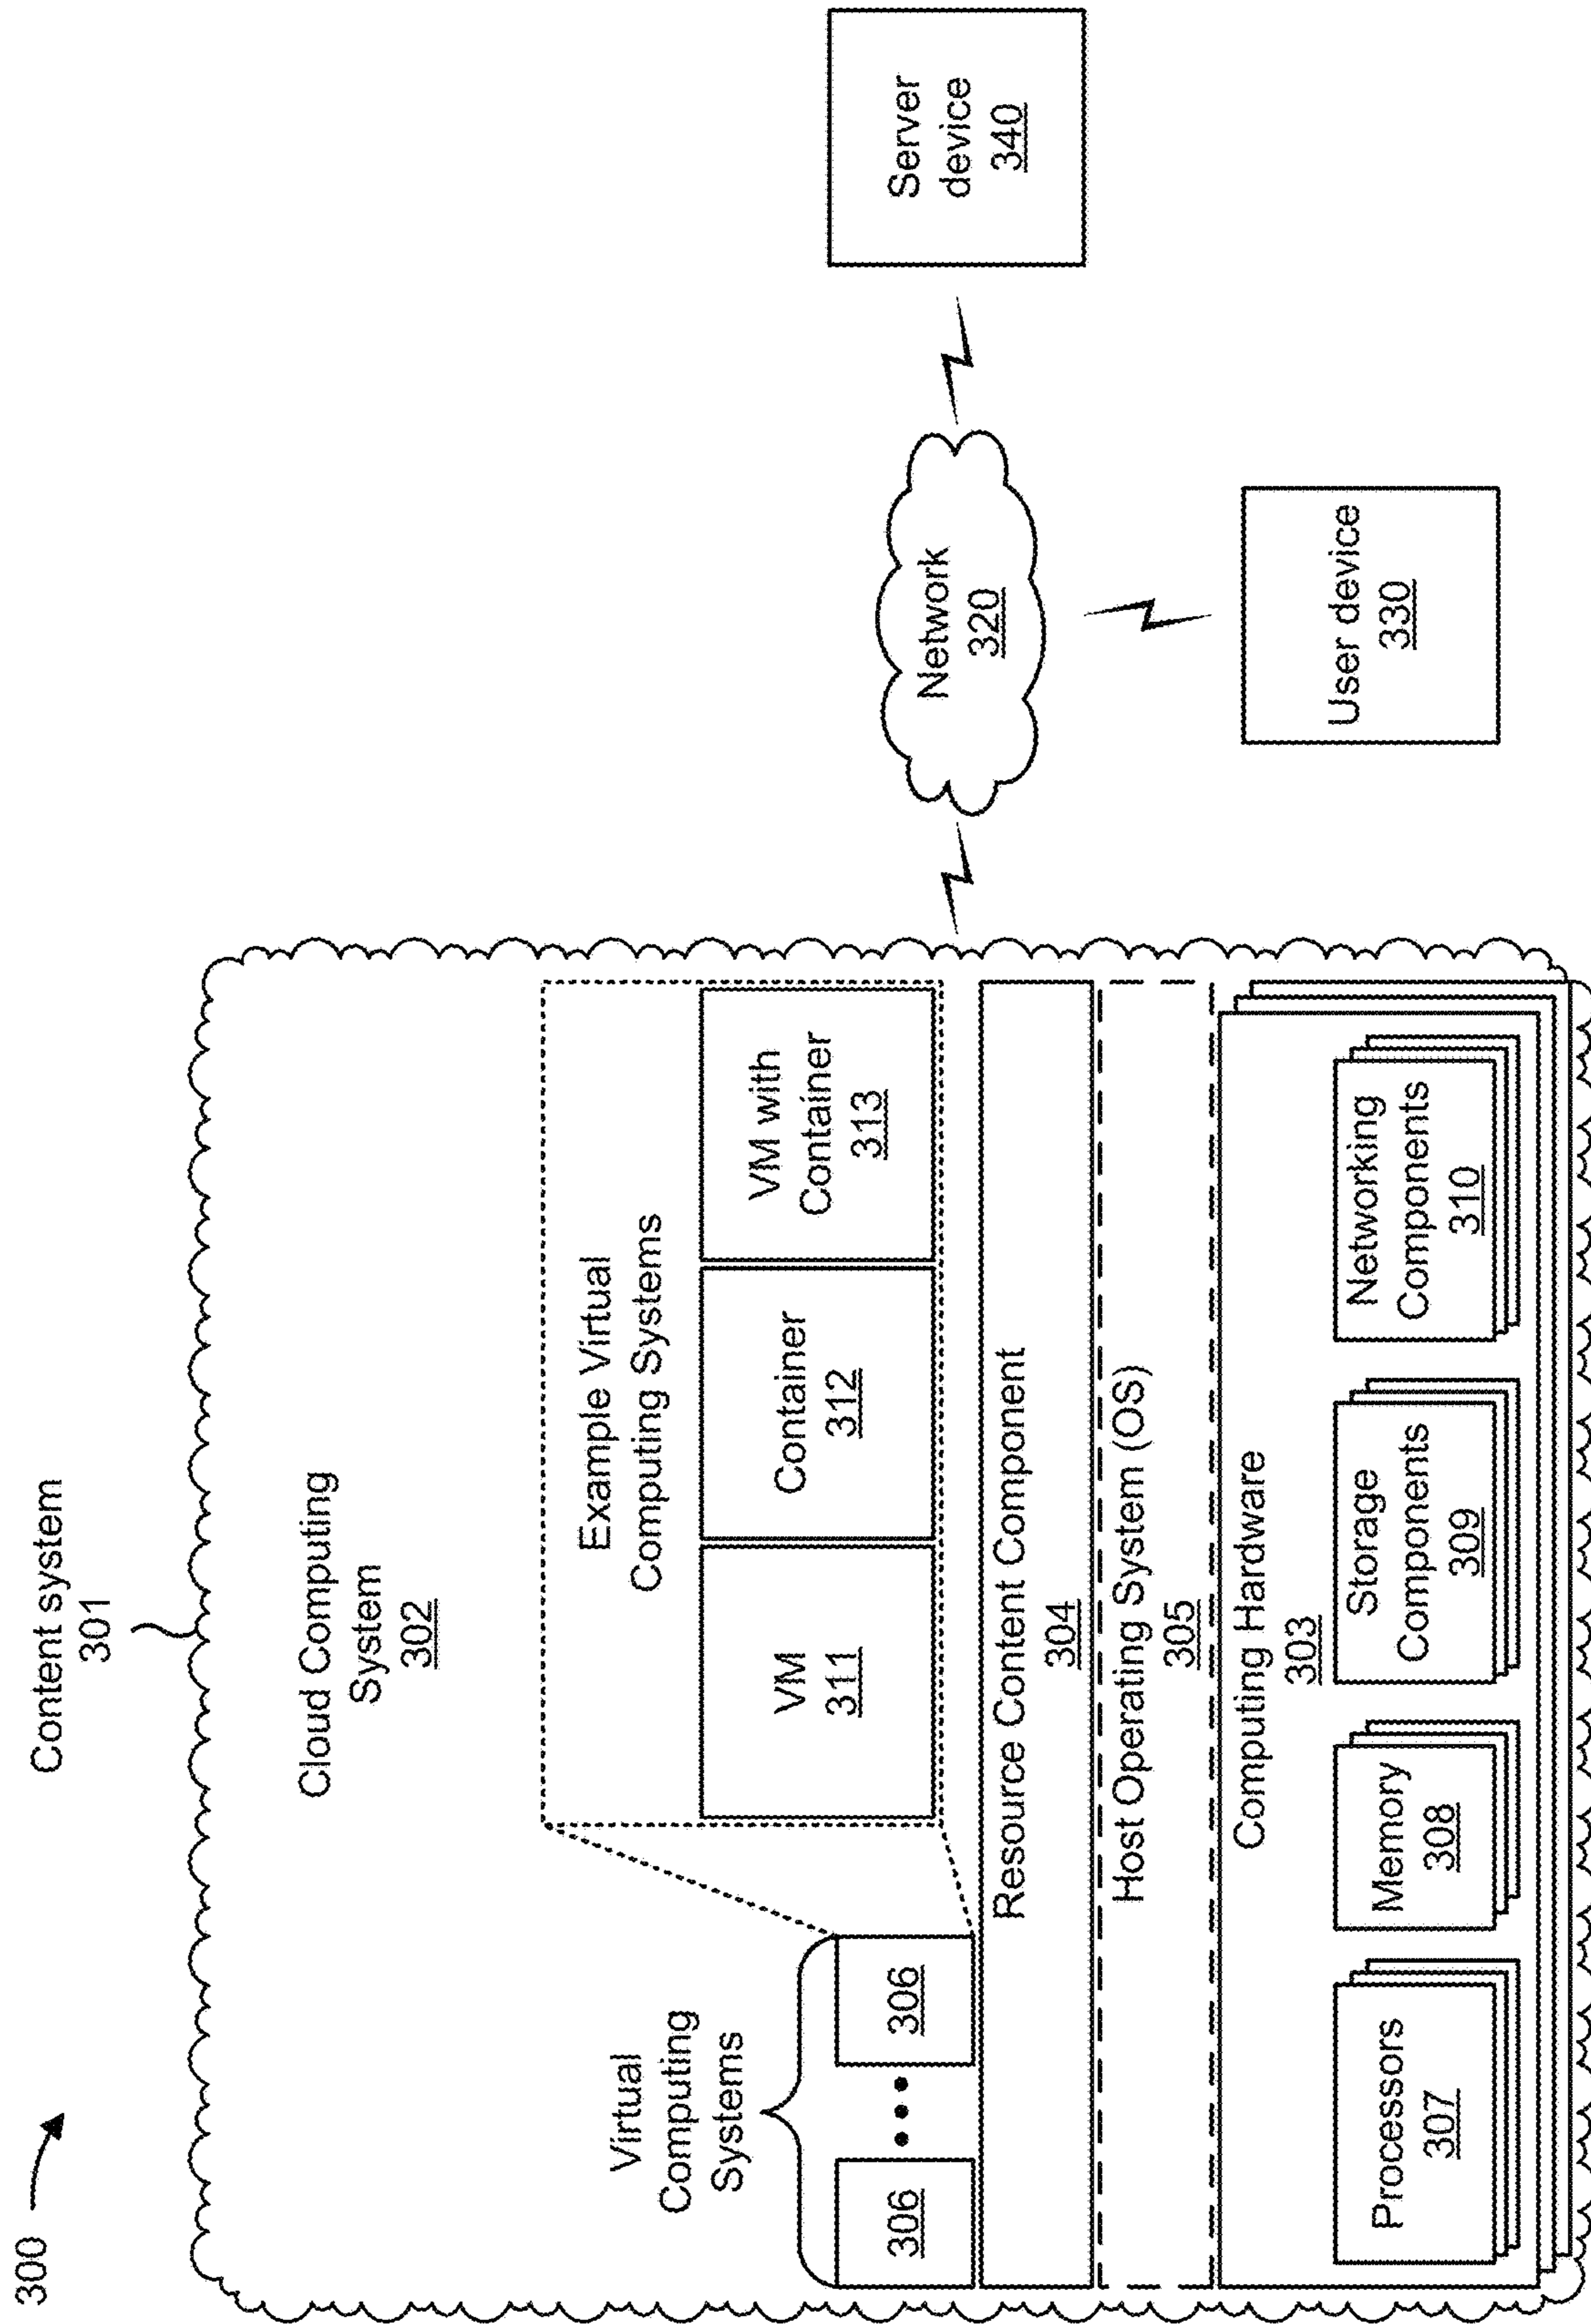 300
Content system
301
Cloud Computing
System
302
Virtual
Computing
Systems
306
306
Example Virtual
Computing Systems
VM
311
Container
312
VM with
Container
313
Resource Content Component
304
Host Operating System (OS)
305
Computing Hardware
303
Processors
307
Memory
308
Storage
Components
309
Networking
Components
310
Network
320
User device
330
Server
device
340